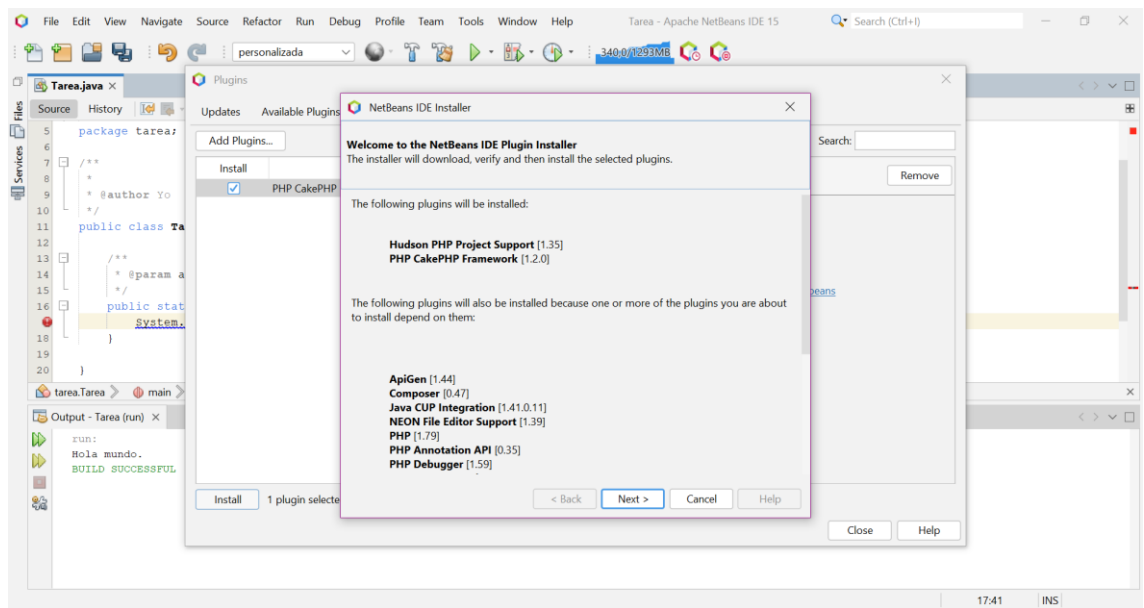 File Edit View Navigate Source Refactor Run Debug Profile Team Tools Window Help Tarea - Apache NetBeans IDE 15 Search (Ctrl+I)
personalizada 340,0/1293MB
Tarea.java
Source History
Files
Services
5 package tarea;
6
7 /**
8 *
9 * @author Yo
10 */
11 public class Ta
12
13 /**
14 * @param a
15 */
16 public stat
System.
18 }
19
20 }
tarea.Tarea main
Output - Tarea (run)
run:
Hola mundo.
BUILD SUCCESSFUL
Plugins
Updates Available Plugins
Add Plugins... Search:
Install
PHP CakePHP
Remove
beans
Install 1 plugin selecte
Close Help
NetBeans IDE Installer
Welcome to the NetBeans IDE Plugin Installer
The installer will download, verify and then install the selected plugins.
The following plugins will be installed:
Hudson PHP Project Support [1.35]
PHP CakePHP Framework [1.2.0]
The following plugins will also be installed because one or more of the plugins you are about
to install depend on them:
ApiGen [1.44]
Composer [0.47]
Java CUP Integration [1.41.0.11]
NEON File Editor Support [1.39]
PHP [1.79]
PHP Annotation API [0.35]
PHP Debugger [1.59]
< Back Next > Cancel Help
17:41 INS